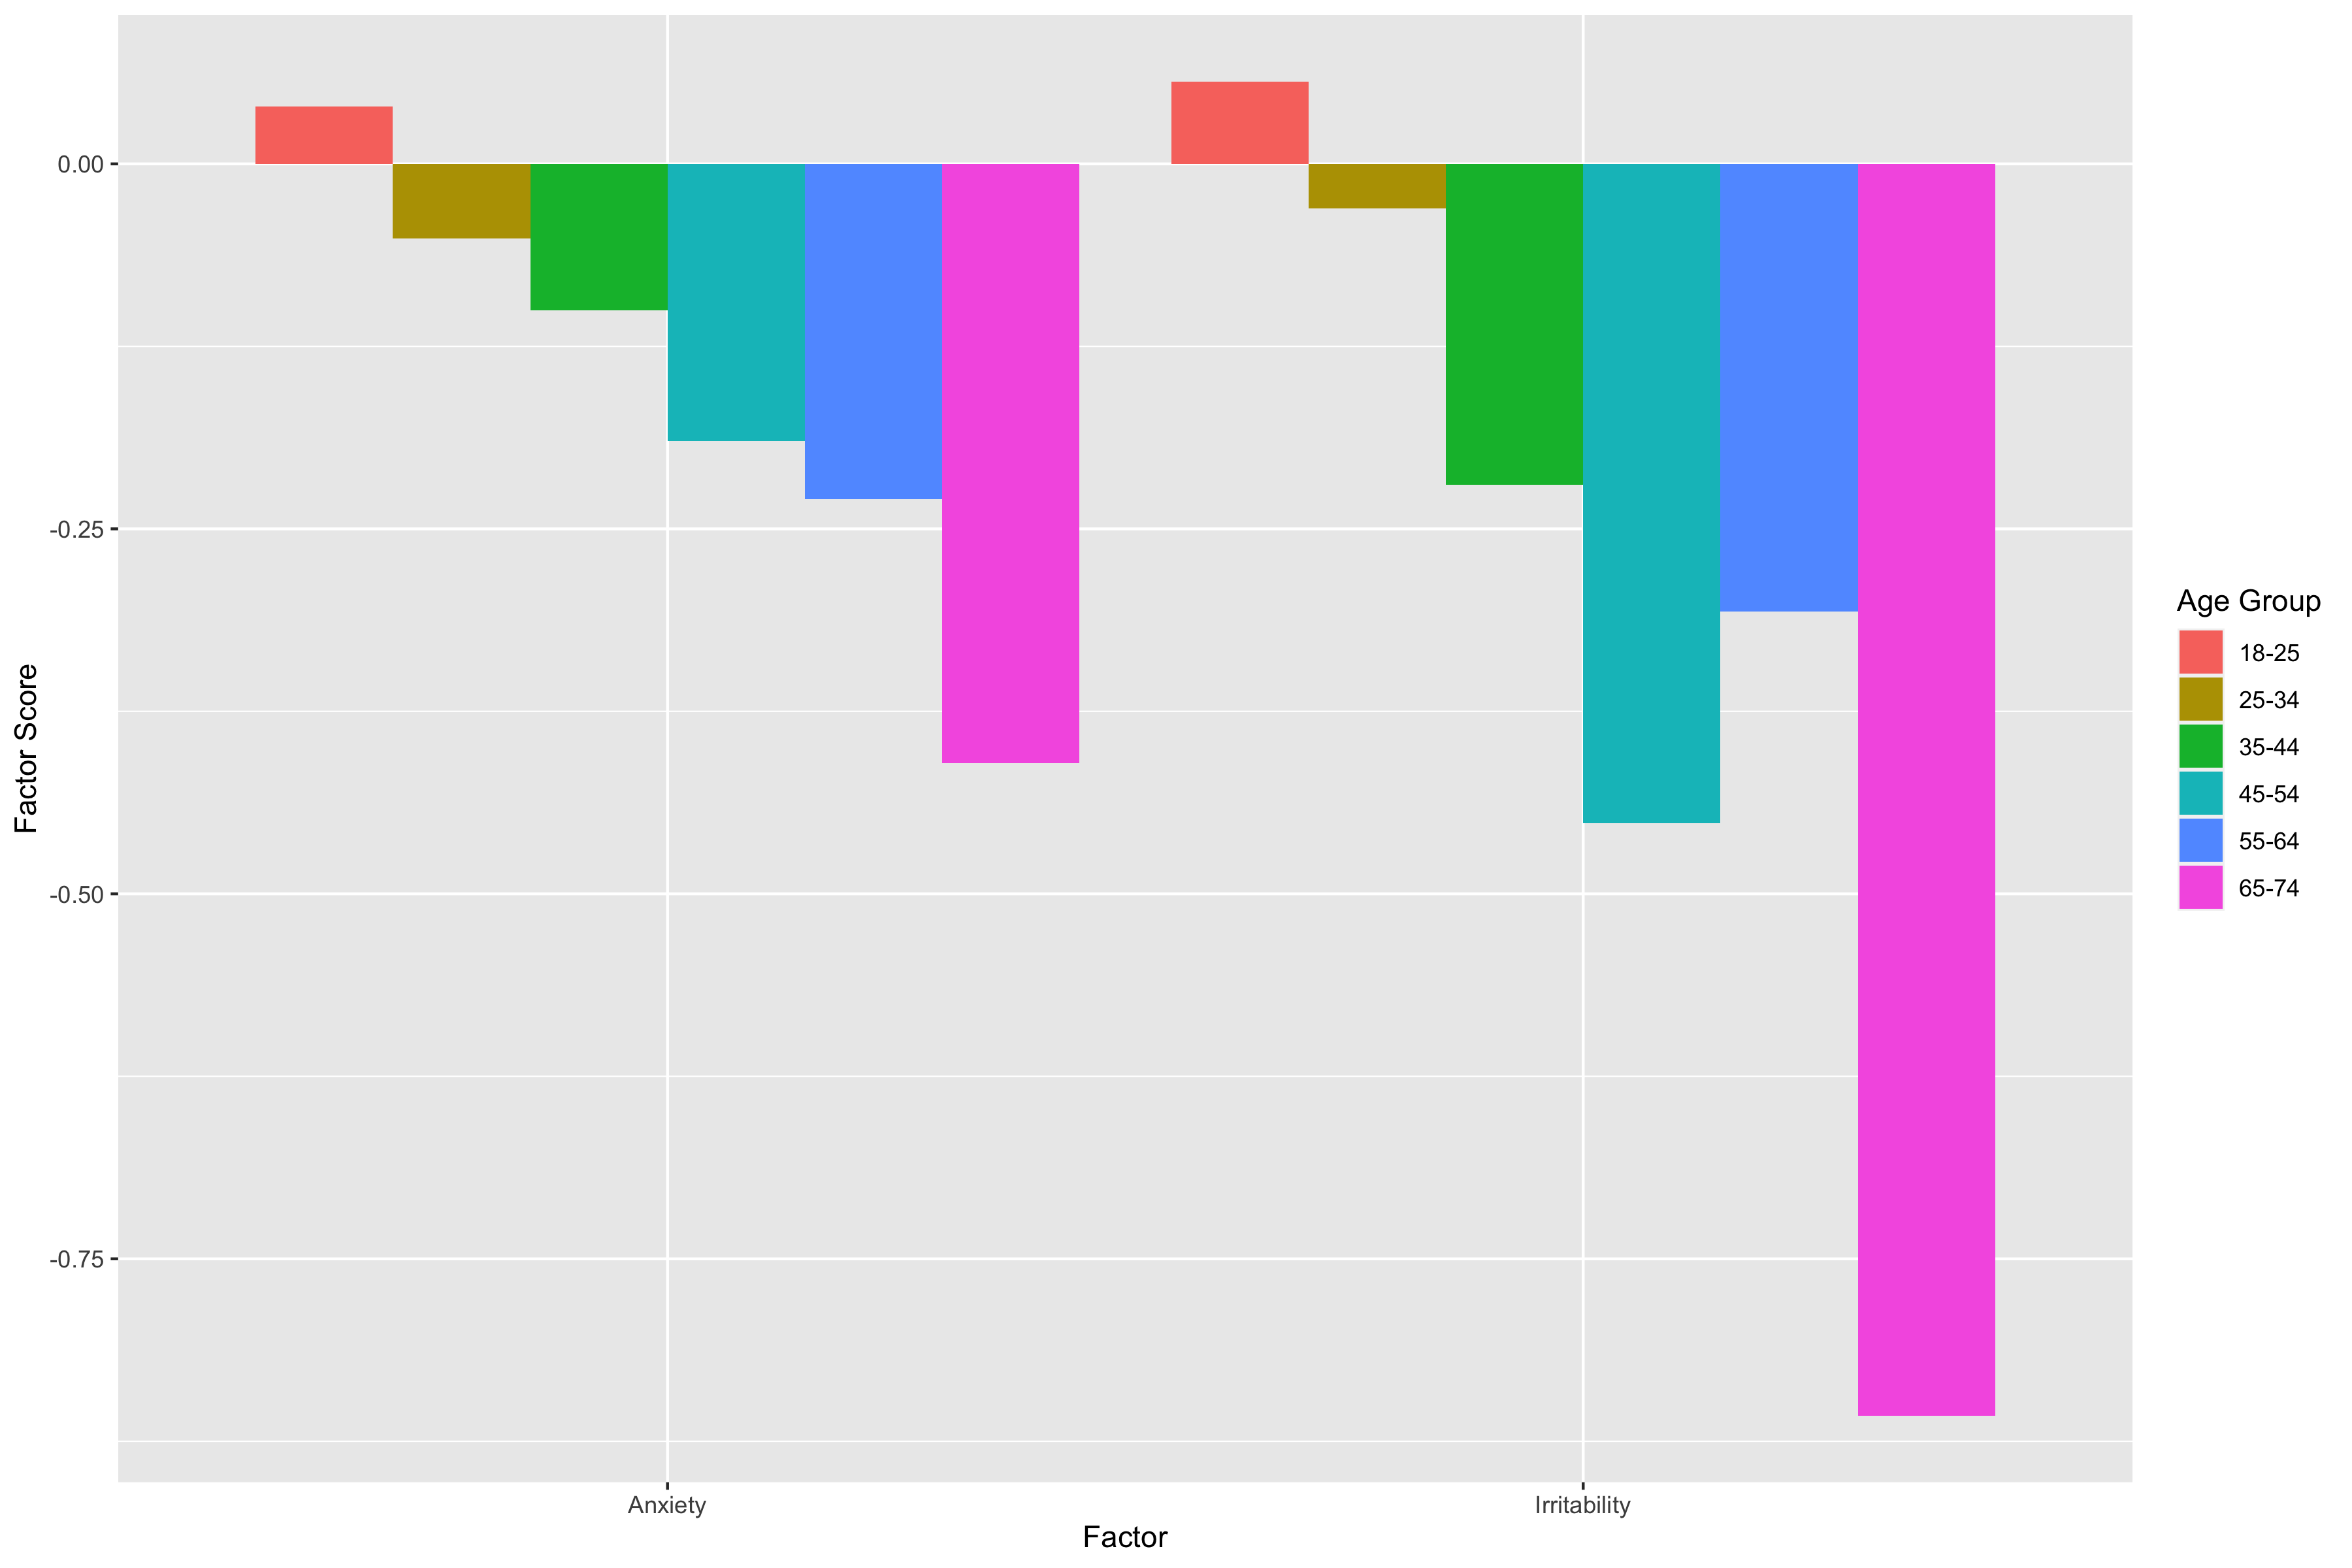 0.00
-0.25
-0.50
-0.75
Factor Score
Anxiety
Irritability
Factor
Age Group
18-25
25-34
35-44
45-54
55-64
65-74